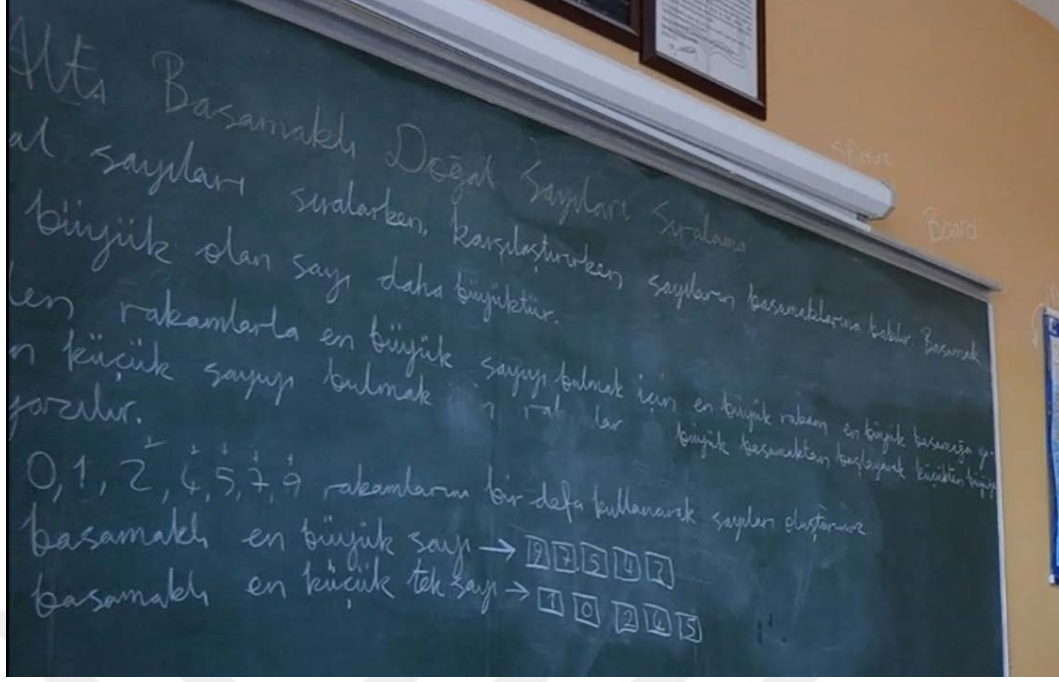 Altı Basamaklı Doğal Sayıları Sıralama
al sayıları sıralarken, karşılaştırırken sayıların basamaklarına bakılır. Basamak
büyük olan sayı daha büyüktür.
len rakamlarla en büyük sayıyı bulmak için en büyük rakam en büyük basamağa ya
n küçük sayıyı bulmak büyük basamaktan başlayarak küçükten büyüğe
yazılır.
0, 1, 2, 4, 5, 7, 9 rakamlarını bir defa kullanarak sayıları oluşturunuz
basamaklı en büyük sayı → 9 7 5 4 2
basamaklı en küçük tek sayı → 1 0 2 4 5
Board